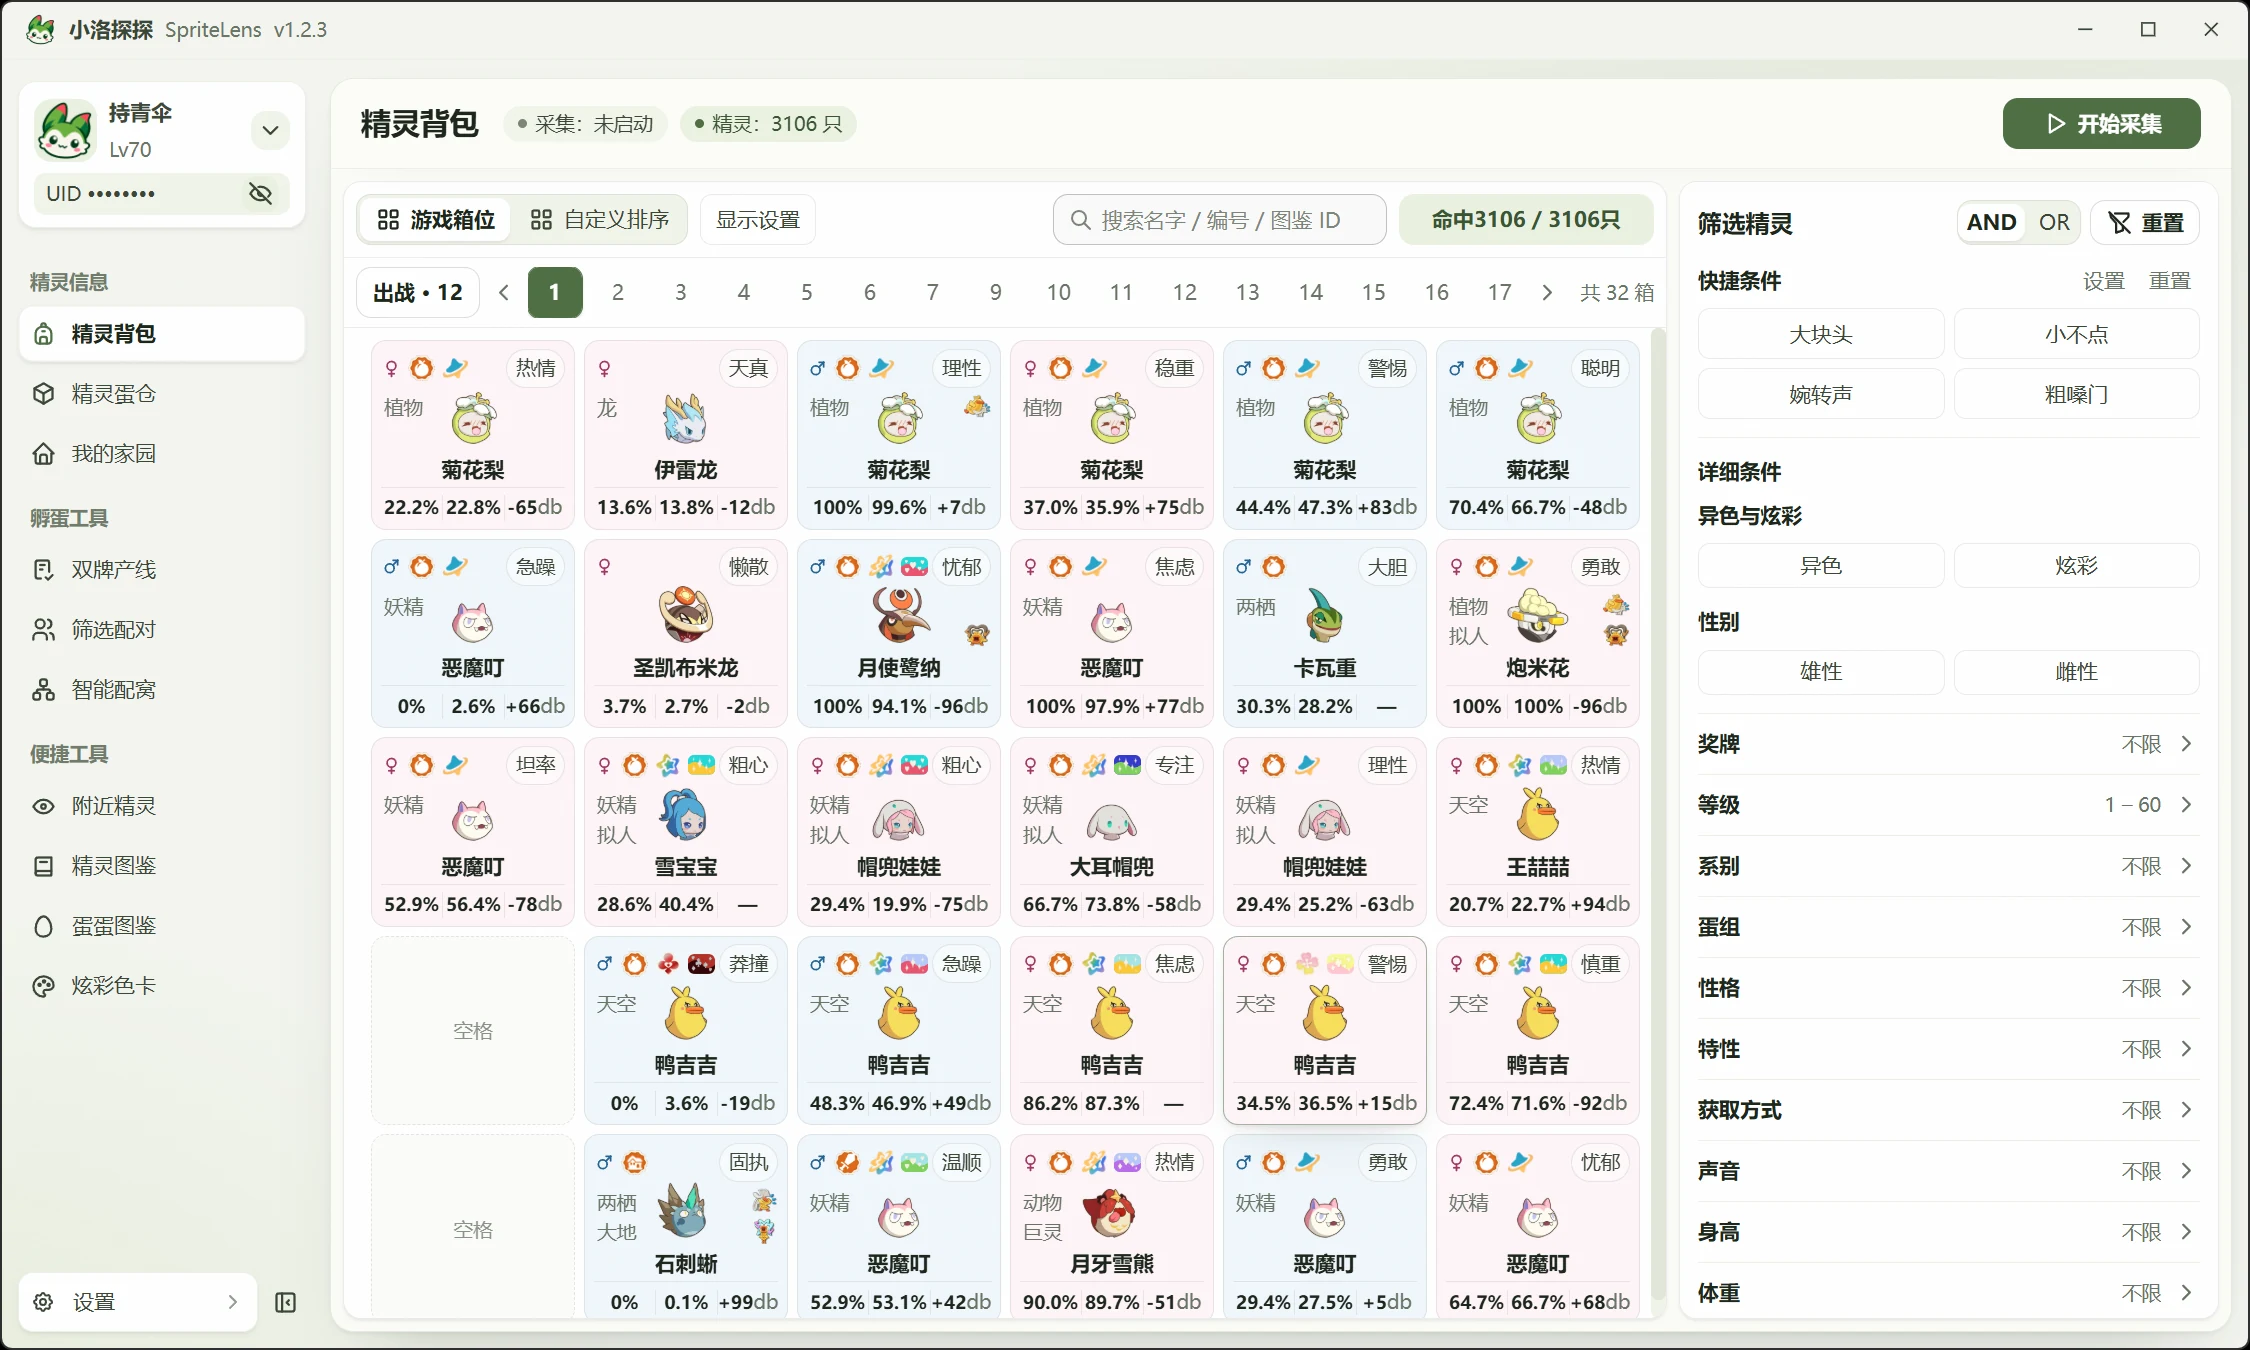 小洛探探 SpriteLens v1.2.3
持青伞
Lv70
UID ••••••••
精灵信息
精灵背包
精灵蛋仓
我的家园
孵蛋工具
双牌产线
筛选配对
智能配窝
便捷工具
附近精灵
精灵图鉴
蛋蛋图鉴
炫彩色卡
设置
精灵背包 采集：未启动 精灵：3106 只
开始采集
游戏箱位 自定义排序 显示设置
搜索名字 / 编号 / 图鉴 ID
命中3106 / 3106只
出战 • 12 1 2 3 4 5 6 7 9 10 11 12 13 14 15 16 17 共 32 箱
热情 天真 理性 稳重 警惕 聪明
植物 龙 植物 植物 植物 植物
菊花梨 伊雷龙 菊花梨 菊花梨 菊花梨 菊花梨
22.2% 22.8% -65db 13.6% 13.8% -12db 100% 99.6% +7db 37.0% 35.9% +75db 44.4% 47.3% +83db 70.4% 66.7% -48db
急躁 懒散 忧郁 焦虑 大胆 勇敢
妖精 妖精 两栖 植物
拟人
恶魔叮 圣凯布米龙 月使鹭纳 恶魔叮 卡瓦重 炮米花
0% 2.6% +66db 3.7% 2.7% -2db 100% 94.1% -96db 100% 97.9% +77db 30.3% 28.2% — 100% 100% -96db
坦率 粗心 粗心 专注 理性 热情
妖精 妖精 妖精 妖精 妖精 天空
拟人 拟人 拟人 拟人
恶魔叮 雪宝宝 帽兜娃娃 大耳帽兜 帽兜娃娃 王喆喆
52.9% 56.4% -78db 28.6% 40.4% — 29.4% 19.9% -75db 66.7% 73.8% -58db 29.4% 25.2% -63db 20.7% 22.7% +94db
莽撞 急躁 焦虑 警惕 慎重
天空 天空 天空 天空 天空
空格
鸭吉吉 鸭吉吉 鸭吉吉 鸭吉吉 鸭吉吉
0% 3.6% -19db 48.3% 46.9% +49db 86.2% 87.3% — 34.5% 36.5% +15db 72.4% 71.6% -92db
固执 温顺 热情 勇敢 忧郁
两栖 妖精 动物 妖精 妖精
大地 巨灵
空格
石刺蜥 恶魔叮 月牙雪熊 恶魔叮 恶魔叮
0% 0.1% +99db 52.9% 53.1% +42db 90.0% 89.7% -51db 29.4% 27.5% +5db 64.7% 66.7% +68db
筛选精灵 AND OR 重置
快捷条件 设置 重置
大块头 小不点
婉转声 粗嗓门
详细条件
异色与炫彩
异色 炫彩
性别
雄性 雌性
奖牌 不限
等级 1 – 60
系别 不限
蛋组 不限
性格 不限
特性 不限
获取方式 不限
声音 不限
身高 不限
体重 不限